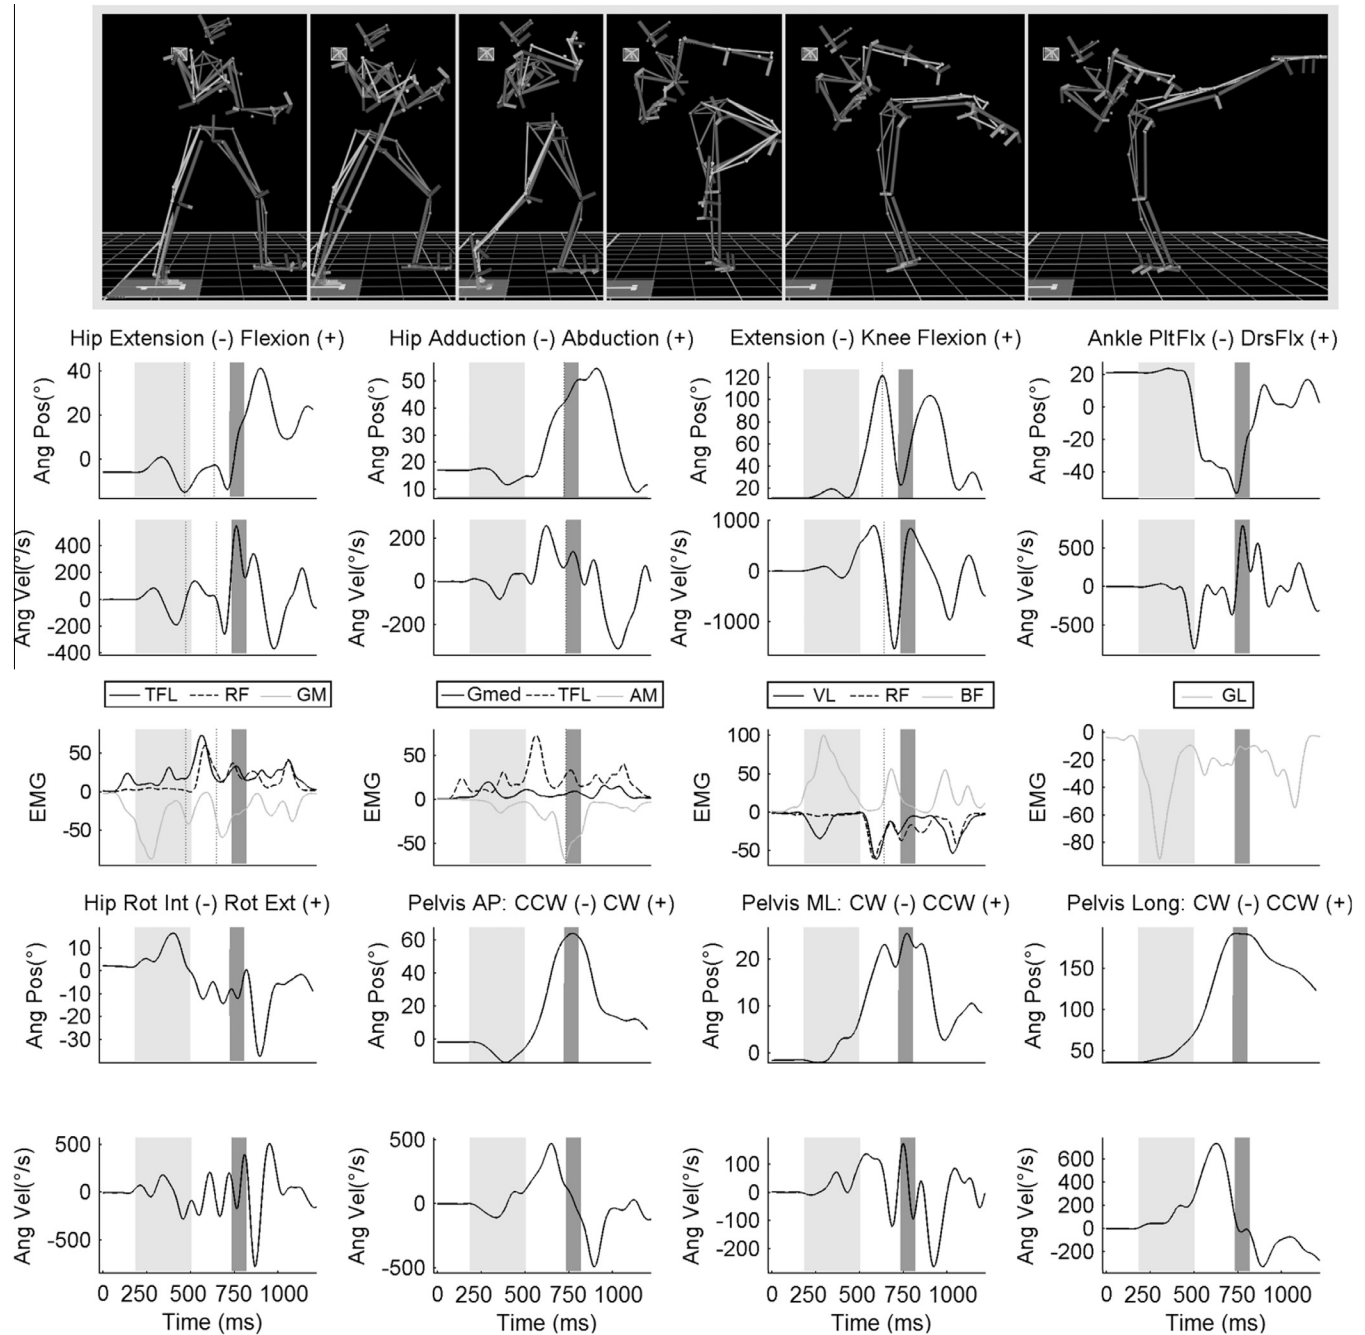 Hip Extension (-) Flexion (+) Hip Adduction (-) Abduction (+) Extension (-) Knee Flexion (+) Ankle PltFlx (-) DrsFlx (+)
Ang Pos(°) 40 20 0 Ang Pos(°) 50 40 30 20 10 Ang Pos(°) 120 100 80 60 40 20 Ang Pos(°) 20 0 -20 -40
Ang Vel(°/s) 400 200 0 -200 -400 Ang Vel(°/s) 200 0 -200 Ang Vel(°/s) 1000 0 -1000 Ang Vel(°/s) 500 0 -500
TFL RF GM Gmed TFL AM VL RF BF GL
EMG 50 0 -50 EMG 50 0 -50 EMG 100 50 0 -50 EMG 0 -20 -40 -60 -80
Hip Rot Int (-) Rot Ext (+) Pelvis AP: CCW (-) CW (+) Pelvis ML: CW (-) CCW (+) Pelvis Long: CW (-) CCW (+)
Ang Pos(°) 10 0 -10 -20 -30 Ang Pos(°) 60 40 20 0 Ang Pos(°) 20 10 0 Ang Pos(°) 150 100 50
Ang Vel(°/s) 500 0 -500 Ang Vel(°/s) 500 0 -500 Ang Vel(°/s) 100 0 -100 -200 Ang Vel(°/s) 600 400 200 0 -200
0 250 500 750 1000 0 250 500 750 1000 0 250 500 750 1000 0 250 500 750 1000
Time (ms) Time (ms) Time (ms) Time (ms)